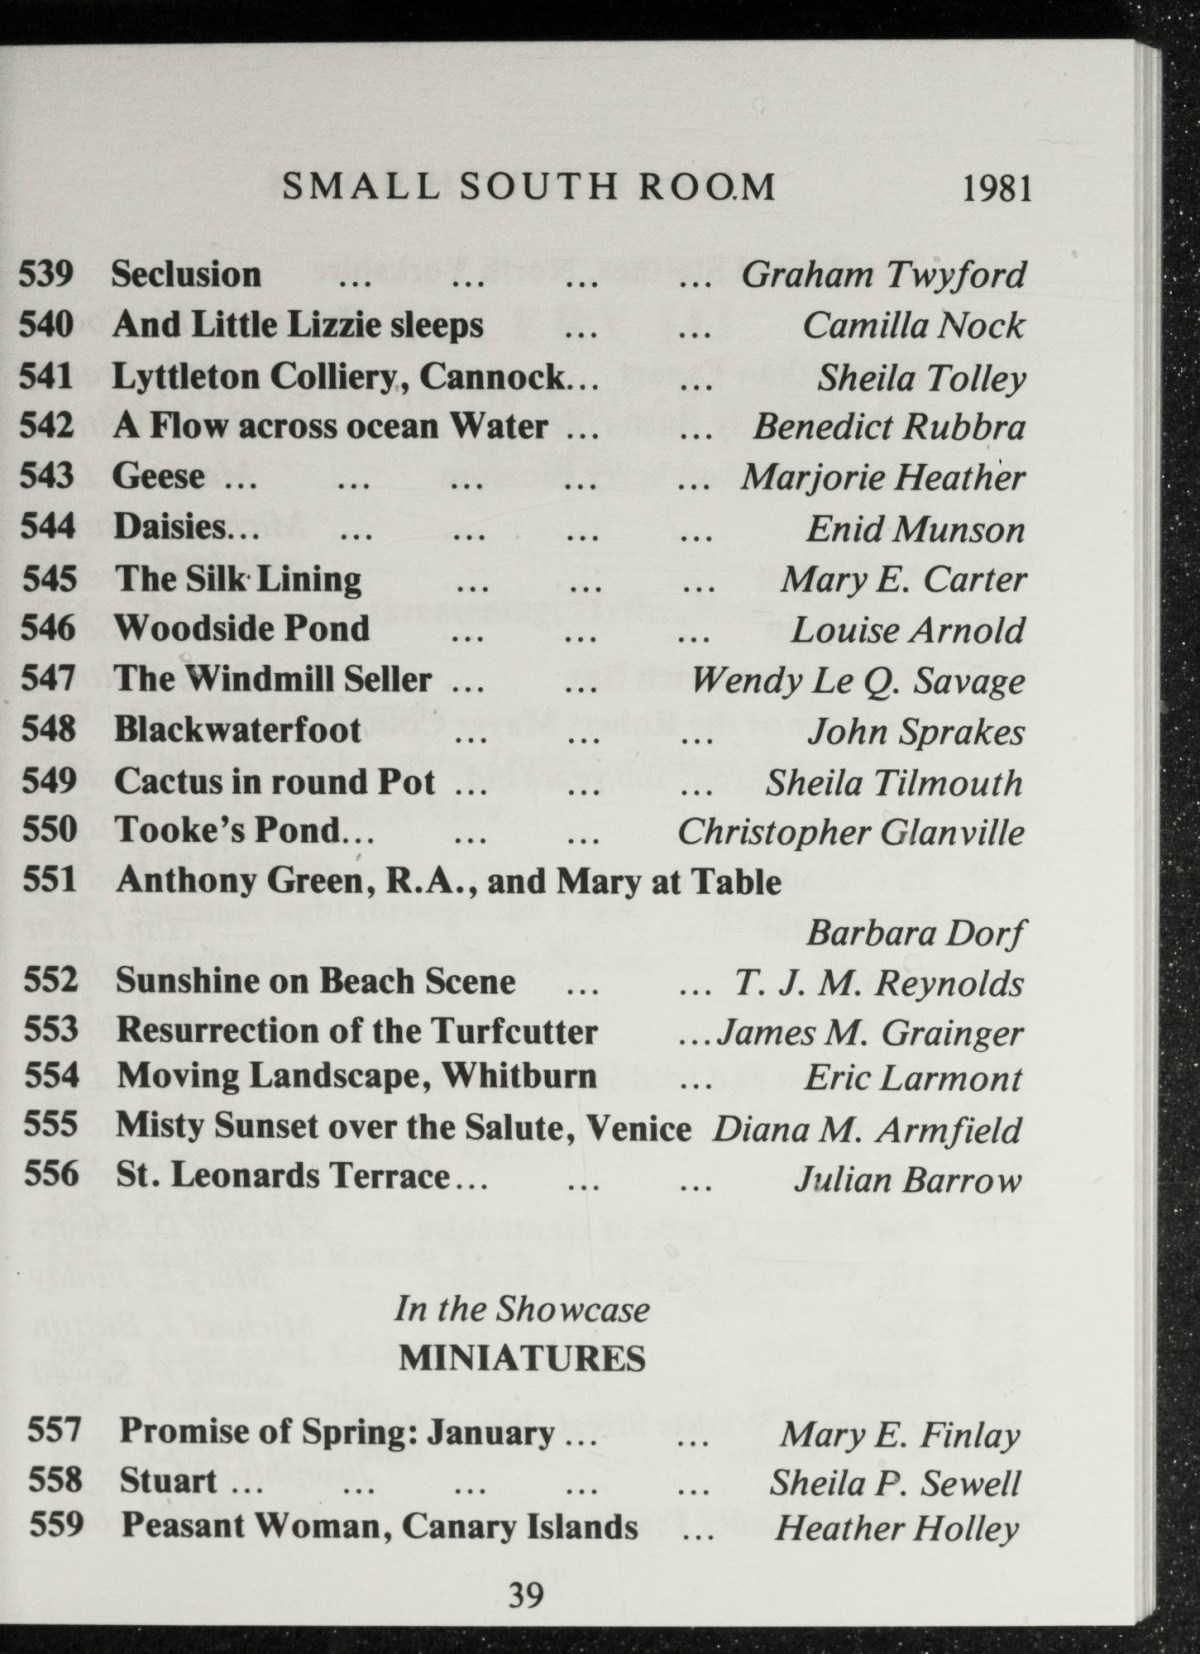 SMALL SOUTH ROOM 1981
539 Seclusion ... ... ... ... Graham Twyford
540 And Little Lizzie sleeps ... ... Camilla Nock
541 Lyttleton Colliery, Cannock... ... Sheila Tolley
542 A Flow across ocean Water ... ... Benedict Rubbra
543 Geese ... ... ... ... ... Marjorie Heather
544 Daisies... ... ... ... ... Enid Munson
545 The Silk Lining ... ... ... Mary E. Carter
546 Woodside Pond ... ... ... Louise Arnold
547 The Windmill Seller ... ... Wendy Le Q. Savage
548 Blackwaterfoot ... ... ... John Sprakes
549 Cactus in round Pot ... ... ... Sheila Tilmouth
550 Tooke's Pond... ... ... Christopher Glanville
551 Anthony Green, R.A., and Mary at Table
Barbara Dorf
552 Sunshine on Beach Scene ... ... T. J. M. Reynolds
553 Resurrection of the Turfcutter ...James M. Grainger
554 Moving Landscape, Whitburn ... Eric Larmont
555 Misty Sunset over the Salute, Venice Diana M. Armfield
556 St. Leonards Terrace... ... ... Julian Barrow
In the Showcase
MINIATURES
557 Promise of Spring: January ... ... Mary E. Finlay
558 Stuart ... ... ... ... ... Sheila P. Sewell
559 Peasant Woman, Canary Islands ... Heather Holley
39